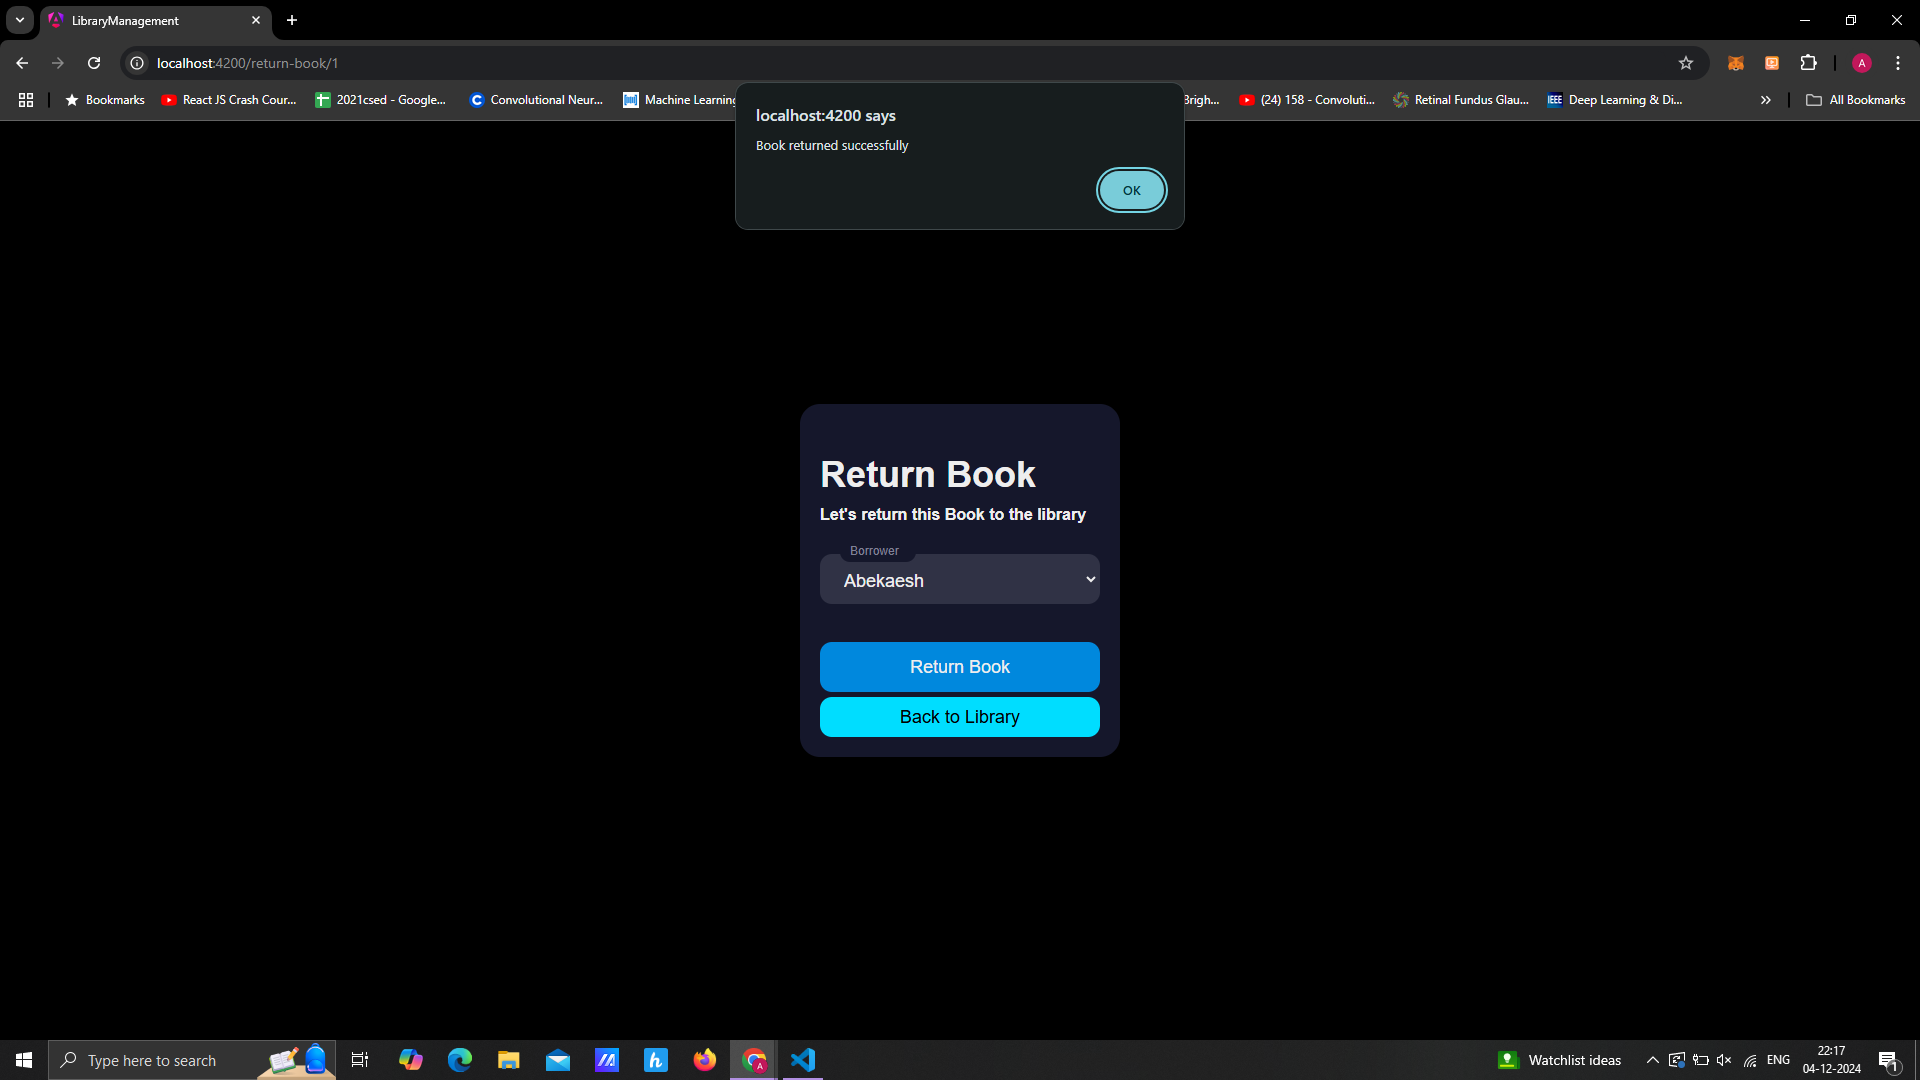 LibraryManagement
localhost:4200/return-book/1
A
Bookmarks
React JS Crash Cour...
2021csed - Google...
Convolutional Neur...
Machine Learning
Brigh...
(24) 158 - Convoluti...
Retinal Fundus Glau...
IEEE
Deep Learning & Di...
All Bookmarks
localhost:4200 says
Book returned successfully
OK
Return Book
Let's return this Book to the library
Borrower
Abekaesh
Return Book
Back to Library
Type here to search
Watchlist ideas
ENG
22:17
04-12-2024
1